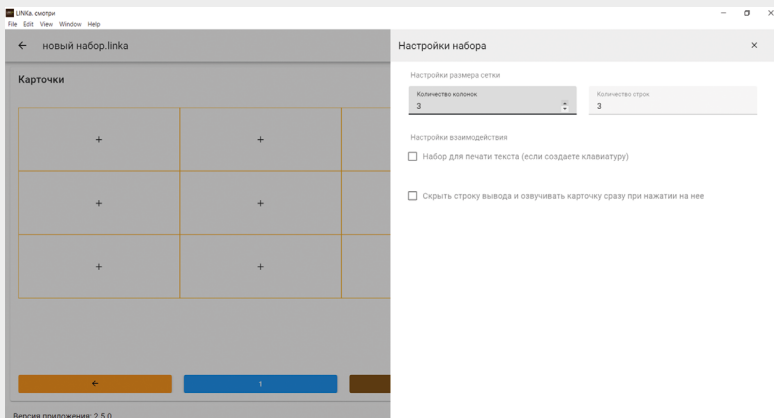 LINKa. смотри
File Edit View Window Help
← новый набор.linka
Настройки набора ×
Карточки
Настройки размера сетки
Количество колонок
3
Количество строк
3
+ +
Настройки взаимодействия
Набор для печати текста (если создаете клавиатуру)
Скрыть строку вывода и озвучивать карточку сразу при нажатии на нее
+ +
+ +
← 1
Версия приложения: 2.5.0